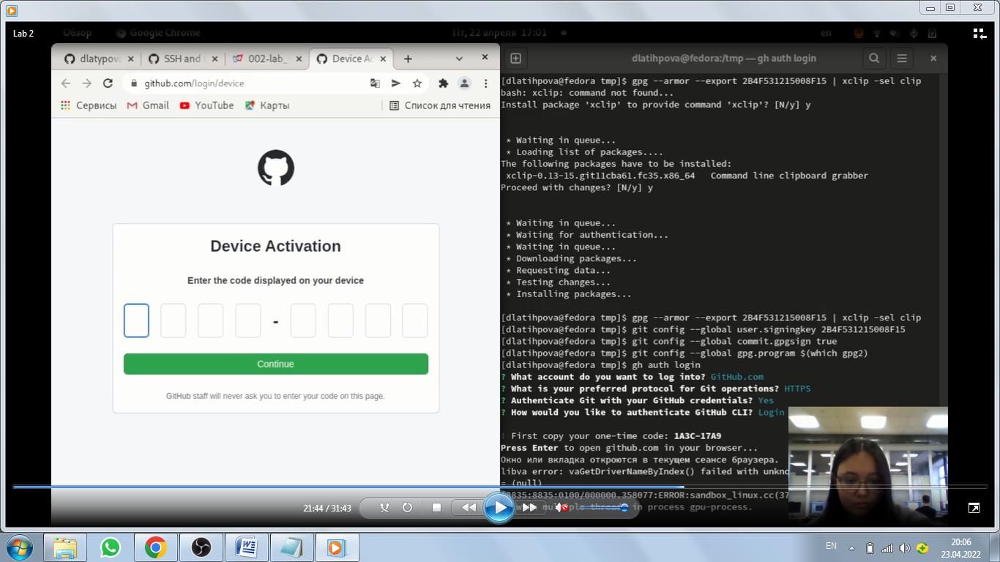 Lab 2
Обзор
Google Chrome
Пт, 22 апреля 17:01
en
dlatypova
SSH and
002-lab_
Device Ac
dlatihpova@fedora:/tmp — gh auth login
github.com/login/device
Сервисы
Gmail
YouTube
Карты
Список для чтения
Device Activation
Enter the code displayed on your device
-
Continue
GitHub staff will never ask you to enter your code on this page.
[dlatihpova@fedora tmp]$ gpg --armor --export 2B4F531215008F15 | xclip -sel clip
bash: xclip: command not found...
Install package 'xclip' to provide command 'xclip'? [N/y] y
* Waiting in queue...
* Loading list of packages....
The following packages have to be installed:
xclip-0.13-15.git11cba61.fc35.x86_64 Command line clipboard grabber
Proceed with changes? [N/y] y
* Waiting in queue...
* Waiting for authentication...
* Waiting in queue...
* Downloading packages...
* Requesting data...
* Testing changes...
* Installing packages...
[dlatihpova@fedora tmp]$ gpg --armor --export 2B4F531215008F15 | xclip -sel clip
[dlatihpova@fedora tmp]$ git config --global user.signingkey 2B4F531215008F15
[dlatihpova@fedora tmp]$ git config --global commit.gpgsign true
[dlatihpova@fedora tmp]$ git config --global gpg.program $(which gpg2)
[dlatihpova@fedora tmp]$ gh auth login
? What account do you want to log into? GitHub.com
? What is your preferred protocol for Git operations? HTTPS
? Authenticate Git with your GitHub credentials? Yes
? How would you like to authenticate GitHub CLI? Login
! First copy your one-time code: 1A3C-17A9
Press Enter to open github.com in your browser...
Окно или вкладка откроются в текущем сеансе браузера.
libva error: vaGetDriverNameByIndex() failed with unkno
= (null)
8835:8835:0100/000000.358077:ERROR:sandbox_linux.cc(37
multiple threads in process gpu-process.
21:44 / 31:43
EN
20:06
23.04.2022